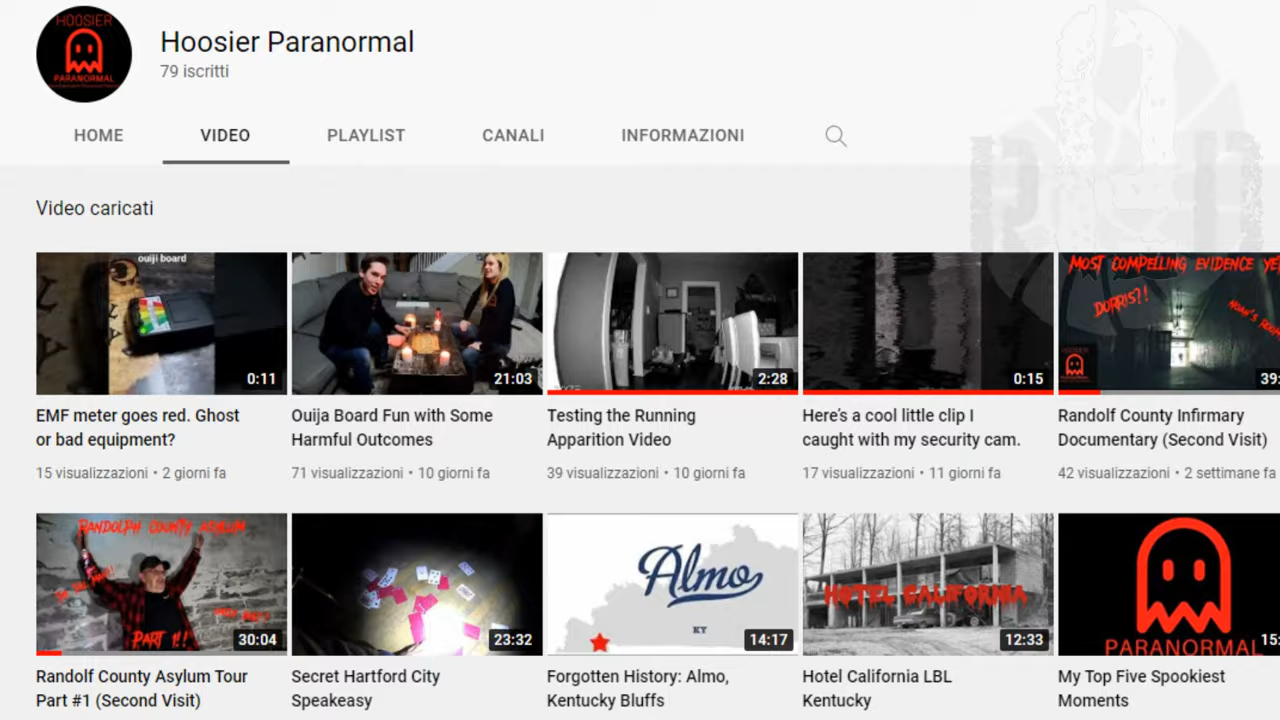 HOOSIER
PARANORMAL
Hoosier Paranormal
79 iscritti
HOME VIDEO PLAYLIST CANALI INFORMAZIONI
Video caricati
ouiji board
0:11
21:03
2:28
0:15
MOST COMPELLING EVIDENCE YE
DORRIS?!
HOOSIER
39:
EMF meter goes red. Ghost
or bad equipment?
15 visualizzazioni • 2 giorni fa
Ouija Board Fun with Some
Harmful Outcomes
71 visualizzazioni • 10 giorni fa
Testing the Running
Apparition Video
39 visualizzazioni • 10 giorni fa
Here's a cool little clip I
caught with my security cam.
17 visualizzazioni • 11 giorni fa
Randolf County Infirmary
Documentary (Second Visit)
42 visualizzazioni • 2 settimane fa
RANDOLPH COUNTY ASYLUM
PART 1!!
30:04
23:32
Almo
KY
14:17
HOTEL CALIFORNIA
12:33
PARANORMAL
15:
Randolf County Asylum Tour
Part #1 (Second Visit)
Secret Hartford City
Speakeasy
Forgotten History: Almo,
Kentucky Bluffs
Hotel California LBL
Kentucky
My Top Five Spookiest
Moments